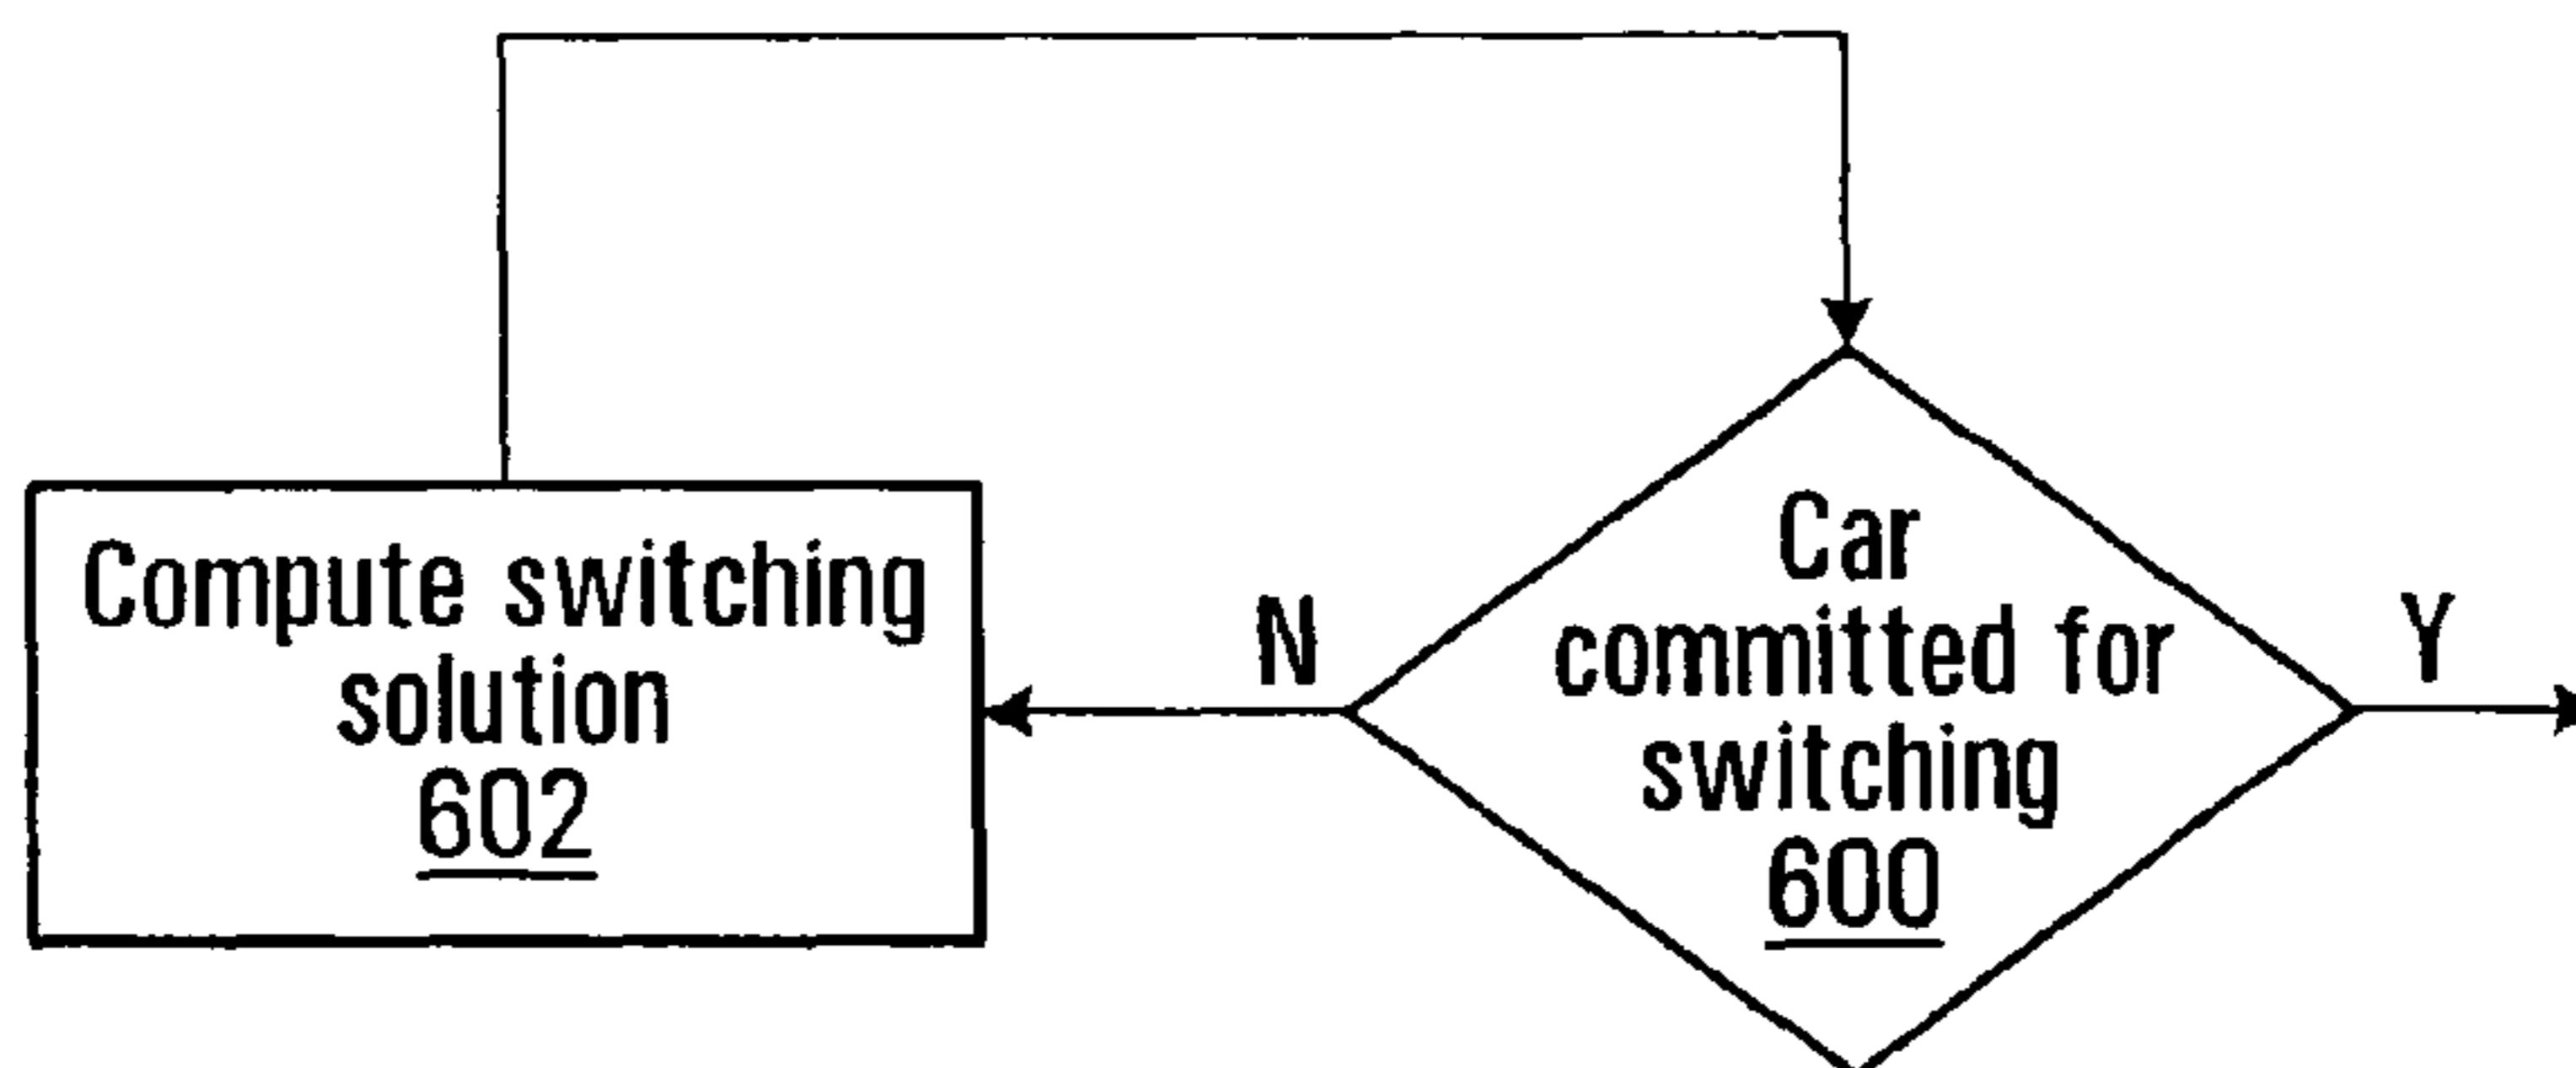 Compute switching
solution
602
N
Car
committed for
switching
600
Y